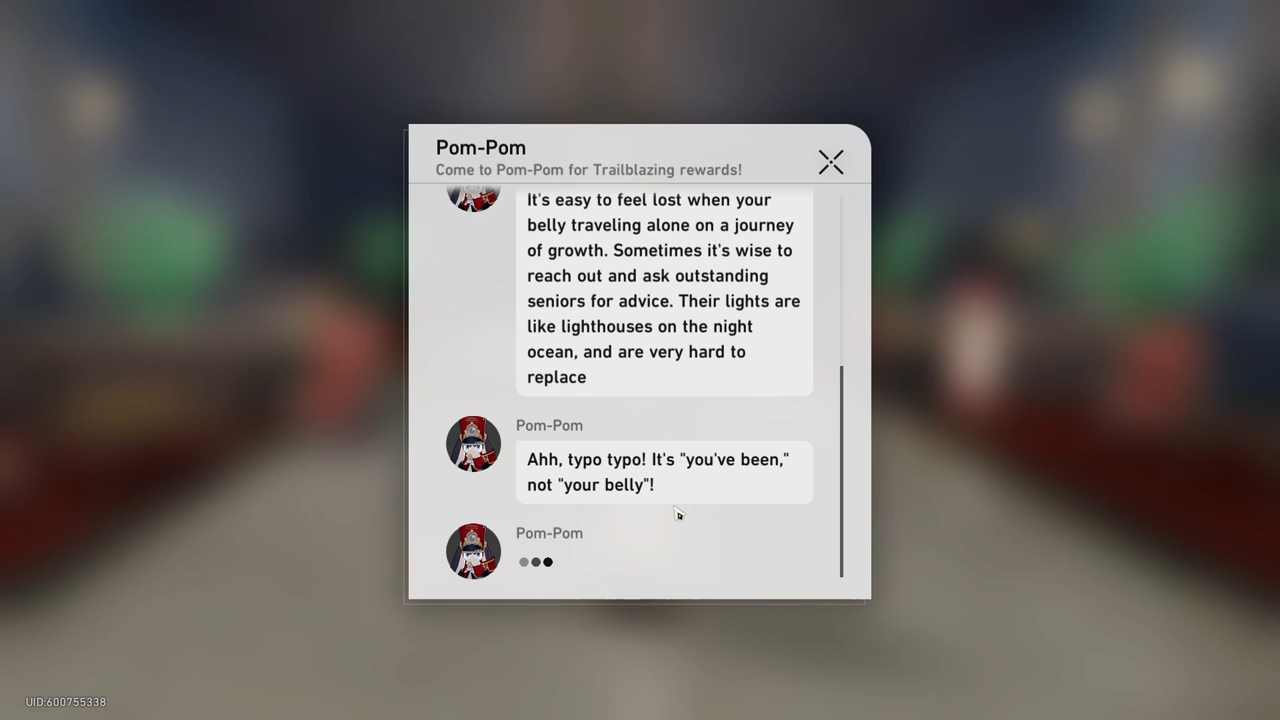 Pom-Pom
Come to Pom-Pom for Trailblazing rewards!
It's easy to feel lost when your
belly traveling alone on a journey
of growth. Sometimes it's wise to
reach out and ask outstanding
seniors for advice. Their lights are
like lighthouses on the night
ocean, and are very hard to
replace
Pom-Pom
Ahh, typo typo! It's "you've been,"
not "your belly"!
Pom-Pom
UID:600755338